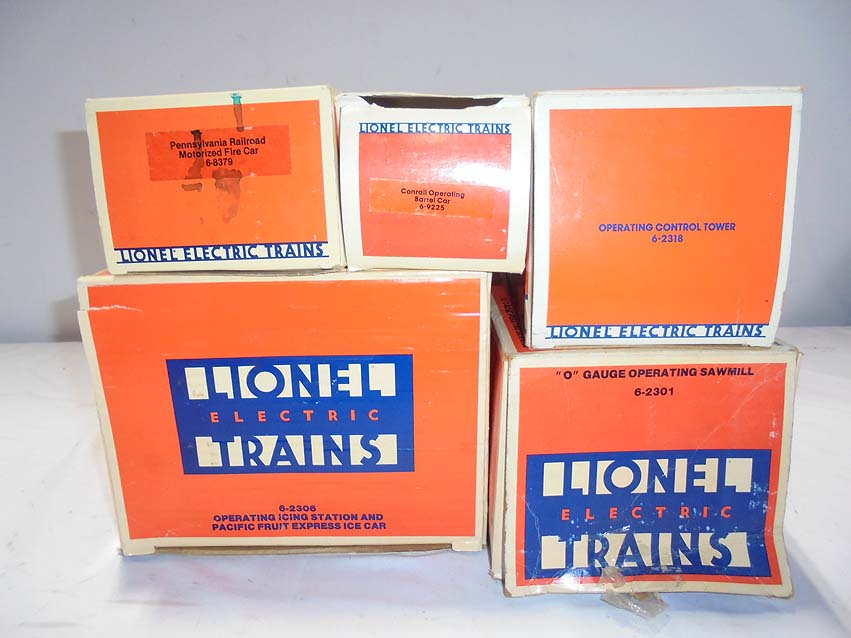 Pennsylvania Railroad
Motorized Fire Car
6-8379
LIONEL ELECTRIC TRAINS
LIONEL ELECTRIC TRAINS
Conrail Operating
Barrel Car
6-9225
OPERATING CONTROL TOWER
6-2318
LIONEL ELECTRIC TRAINS
LIONEL
ELECTRIC
TRAINS
6-2306
OPERATING ICING STATION AND
PACIFIC FRUIT EXPRESS ICE CAR
"O" GAUGE OPERATING SAWMILL
6-2301
LIONEL
ELECTRIC
TRAINS